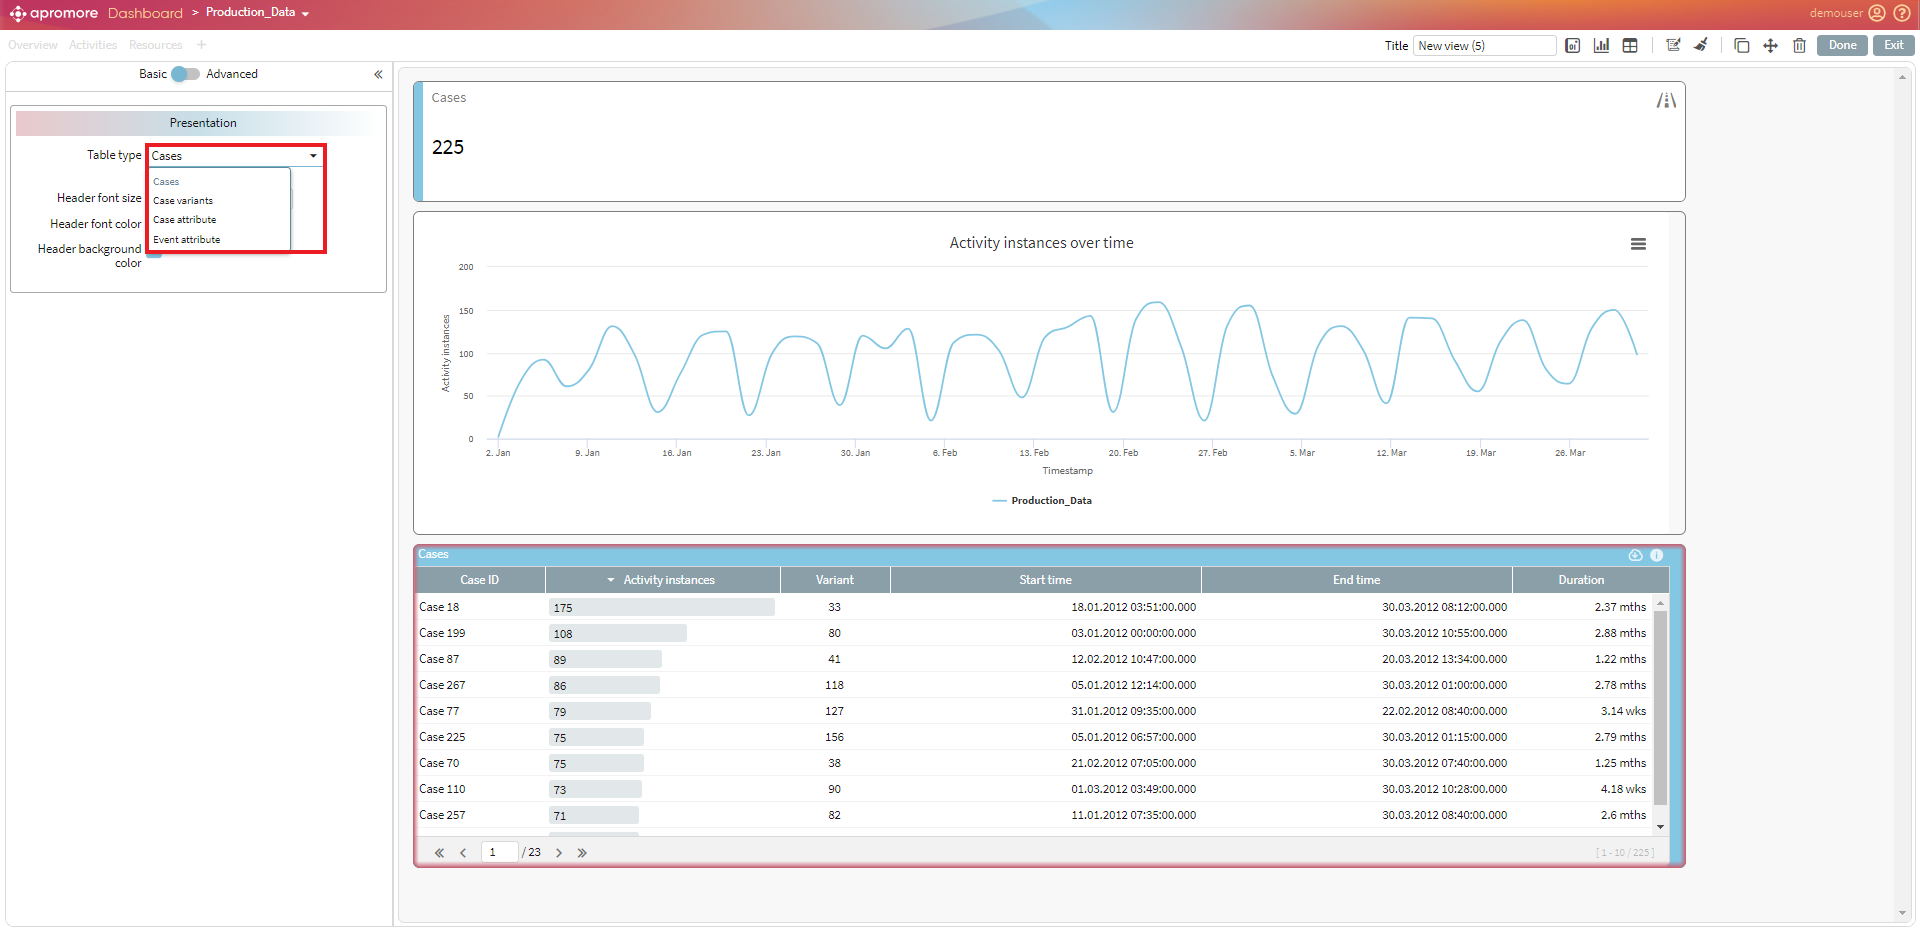 apromore Dashboard > Production_Data
demouser
Overview Activities Resources +
Title New view (5) Done Exit
Basic Advanced
Presentation
Table type Cases
Cases
Case variants
Case attribute
Event attribute
Header font size
Header font color
Header background
color
Cases
225
Activity instances over time
Activity instances
200
150
100
50
0
2. Jan 9. Jan 16. Jan 23. Jan 30. Jan 6. Feb 13. Feb 20. Feb 27. Feb 5. Mar 12. Mar 19. Mar 26. Mar
Timestamp
Production_Data
Cases
Case ID Activity instances Variant Start time End time Duration
Case 18 175 33 18.01.2012 03:51:00.000 30.03.2012 08:12:00.000 2.37 mths
Case 199 108 80 03.01.2012 00:00:00.000 30.03.2012 10:55:00.000 2.88 mths
Case 87 89 41 12.02.2012 10:47:00.000 20.03.2012 13:34:00.000 1.22 mths
Case 267 86 118 05.01.2012 12:14:00.000 30.03.2012 01:00:00.000 2.78 mths
Case 77 79 127 31.01.2012 09:35:00.000 22.02.2012 08:40:00.000 3.14 wks
Case 225 75 156 05.01.2012 06:57:00.000 30.03.2012 01:15:00.000 2.79 mths
Case 70 75 38 21.02.2012 07:05:00.000 30.03.2012 07:40:00.000 1.25 mths
Case 110 73 90 01.03.2012 03:49:00.000 30.03.2012 10:28:00.000 4.18 wks
Case 257 71 82 11.01.2012 07:35:00.000 30.03.2012 08:40:00.000 2.6 mths
1 / 23 [ 1 - 10 / 225 ]